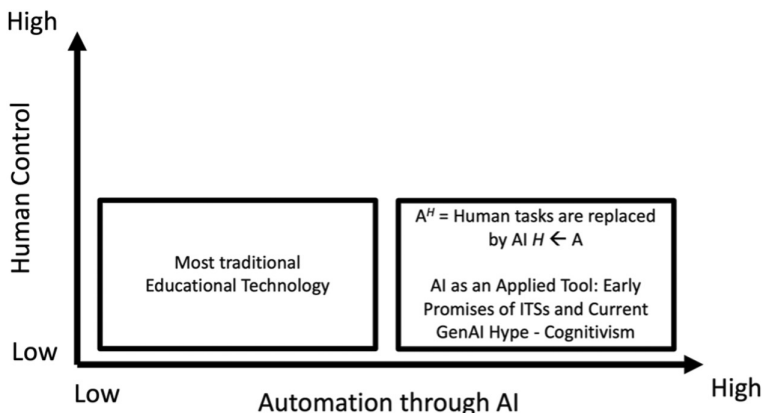 High
Human Control
Most traditional
Educational Technology
Aᴴ = Human tasks are replaced
by AI H ← A
AI as an Applied Tool: Early
Promises of ITSs and Current
GenAI Hype - Cognitivism
Low
Low
Automation through AI
High